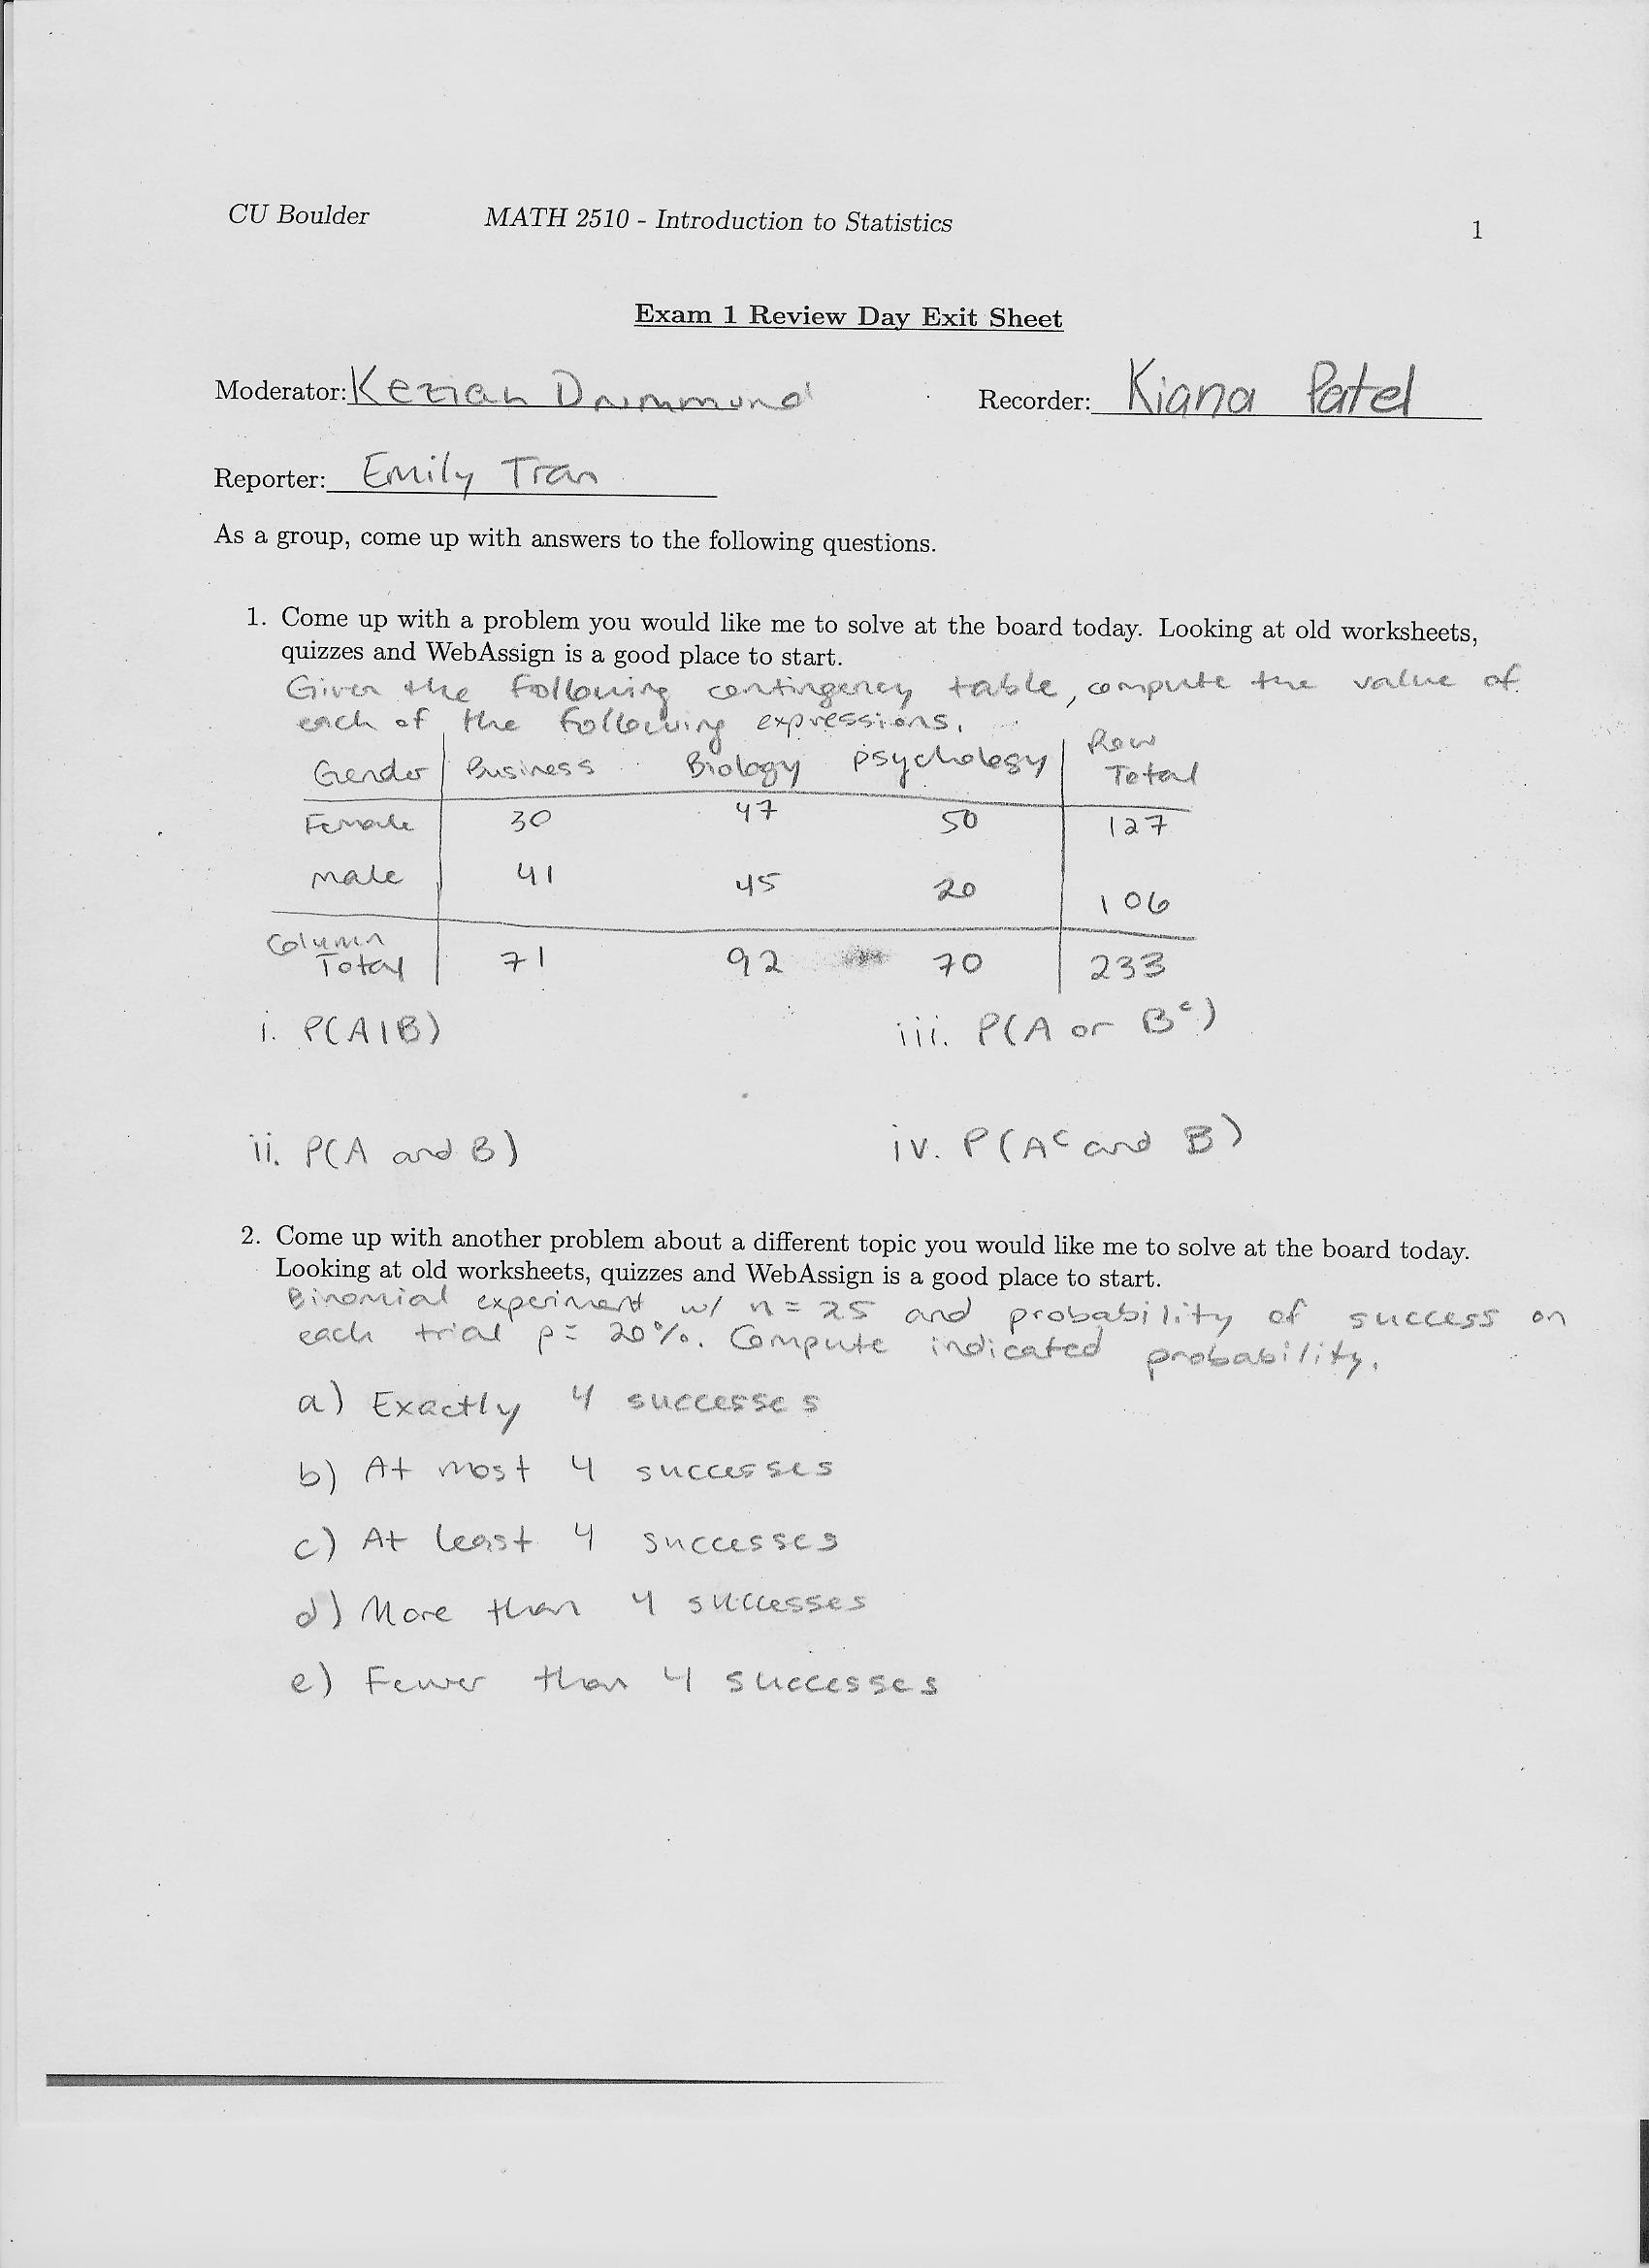 CU Boulder MATH 2510 - Introduction to Statistics 1
Exam 1 Review Day Exit Sheet
Moderator: Keziah Drummond Recorder: Kiana Patel
Reporter: Emily Tran
As a group, come up with answers to the following questions.
1. Come up with a problem you would like me to solve at the board today. Looking at old worksheets,
quizzes and WebAssign is a good place to start.
Given the following contingency table, compute the value of
each of the following expressions.
Gender Business Biology Psychology Row Total
Female 30 47 50 127
Male 41 45 20 106
Column Total 71 92 70 233
i. P(A|B) iii. P(A or Bᶜ)
ii. P(A and B) iv. P(Aᶜ and B)
2. Come up with another problem about a different topic you would like me to solve at the board today.
Looking at old worksheets, quizzes and WebAssign is a good place to start.
Binomial experiment w/ n = 25 and probability of success on
each trial p = 20%. Compute indicated probability.
a) Exactly 4 successes
b) At most 4 successes
c) At least 4 successes
d) More than 4 successes
e) Fewer than 4 successes